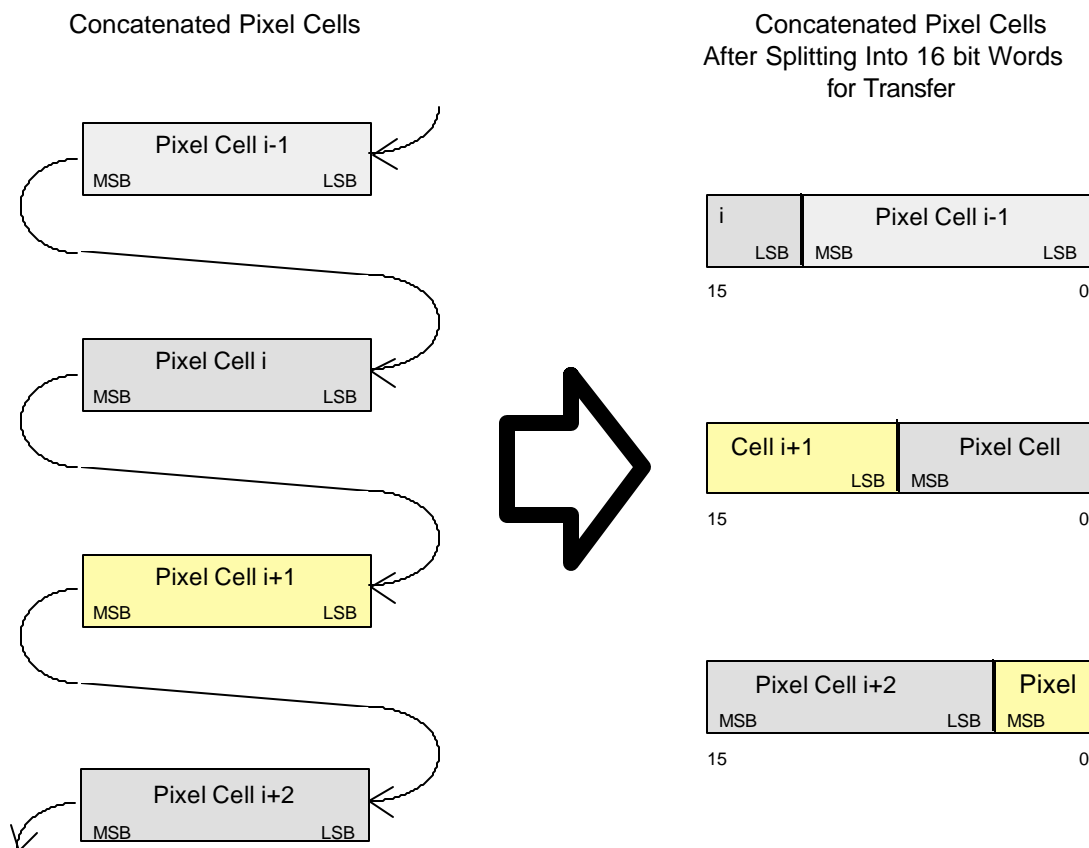 Concatenated Pixel Cells
Pixel Cell i-1
MSB LSB
Pixel Cell i
MSB LSB
Pixel Cell i+1
MSB LSB
Pixel Cell i+2
MSB LSB
Concatenated Pixel Cells
After Splitting Into 16 bit Words
for Transfer
i Pixel Cell i-1
LSB MSB LSB
15 0
Cell i+1 Pixel Cell
LSB MSB
15 0
Pixel Cell i+2 Pixel
MSB LSB MSB
15 0